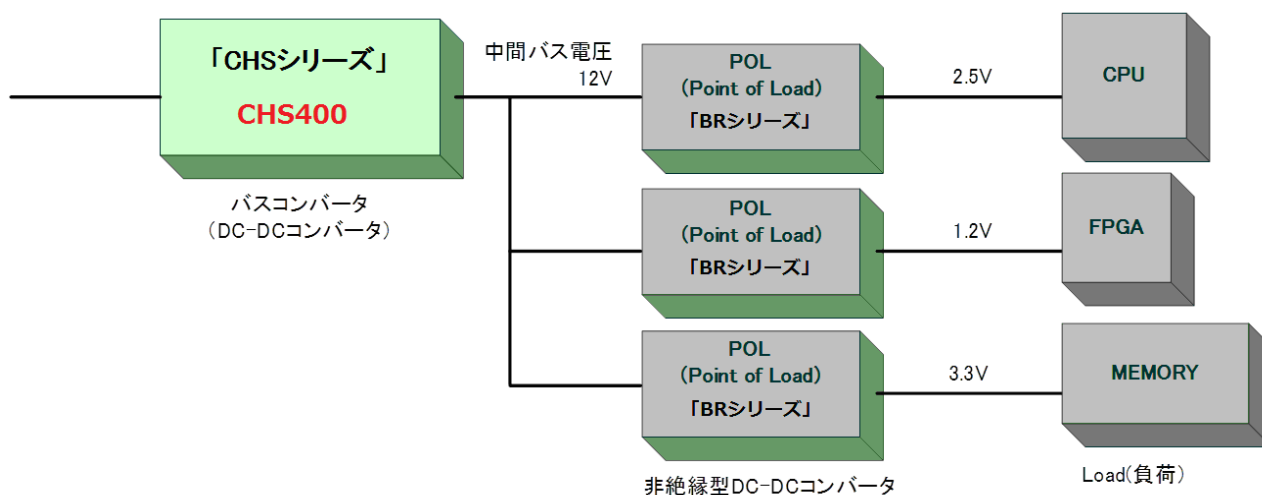 「CHSシリーズ」
CHS400
バスコンバータ
(DC-DCコンバータ)
中間バス電圧
12V
POL
(Point of Load)
「BRシリーズ」
2.5V
CPU
POL
(Point of Load)
「BRシリーズ」
1.2V
FPGA
POL
(Point of Load)
「BRシリーズ」
3.3V
MEMORY
非絶縁型DC-DCコンバータ
Load(負荷)